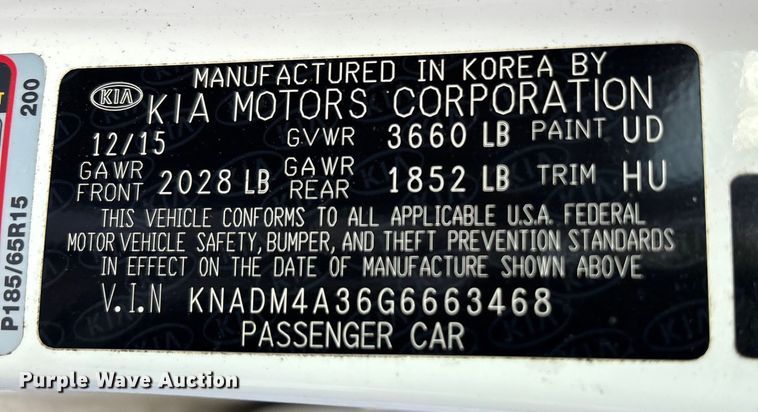 MANUFACTURED IN KOREA BY
KIA
KIA MOTORS CORPORATION
12/15 GVWR 3660 LB PAINT UD
GAWR FRONT 2028 LB GAWR REAR 1852 LB TRIM HU
THIS VEHICLE CONFORMS TO ALL APPLICABLE U.S.A. FEDERAL
MOTOR VEHICLE SAFETY, BUMPER, AND THEFT PREVENTION STANDARDS
IN EFFECT ON THE DATE OF MANUFACTURE SHOWN ABOVE
V.I.N KNADM4A36G6663468
PASSENGER CAR
P185/65R15
200
Purple Wave Auction